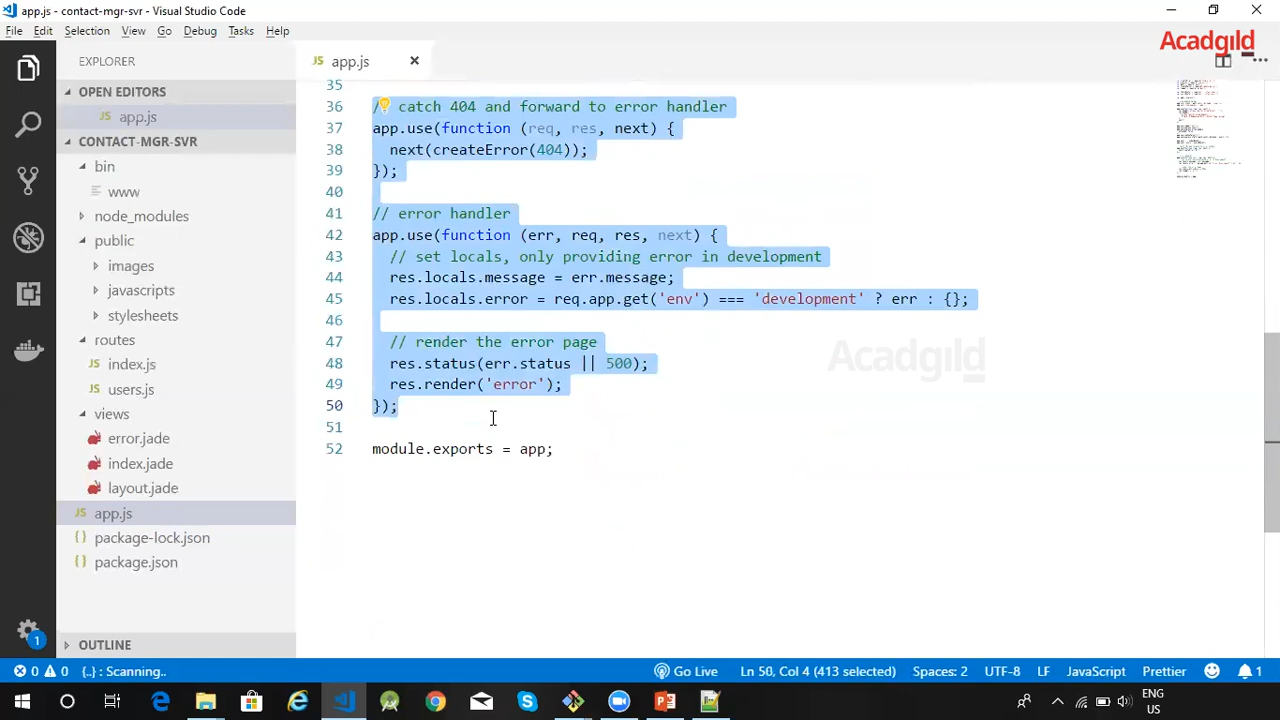 app.js - contact-mgr-svr - Visual Studio Code
File Edit Selection View Go Debug Tasks Help
Acadgild
EXPLORER
JS app.js
OPEN EDITORS
JS app.js
CONTACT-MGR-SVR
bin
www
node_modules
public
images
javascripts
stylesheets
routes
JS index.js
JS users.js
views
error.jade
index.jade
layout.jade
JS app.js
{ } package-lock.json
{ } package.json
OUTLINE
35
36 // catch 404 and forward to error handler
37 app.use(function (req, res, next) {
38 next(createError(404));
39 });
40
41 // error handler
42 app.use(function (err, req, res, next) {
43 // set locals, only providing error in development
44 res.locals.message = err.message;
45 res.locals.error = req.app.get('env') === 'development' ? err : {};
46
47 // render the error page
48 res.status(err.status || 500);
49 res.render('error');
50 });
51
52 module.exports = app;
Acadgild
1
0 0 {..} : Scanning.. Go Live Ln 50, Col 4 (413 selected) Spaces: 2 UTF-8 LF JavaScript Prettier 1
ENG
US